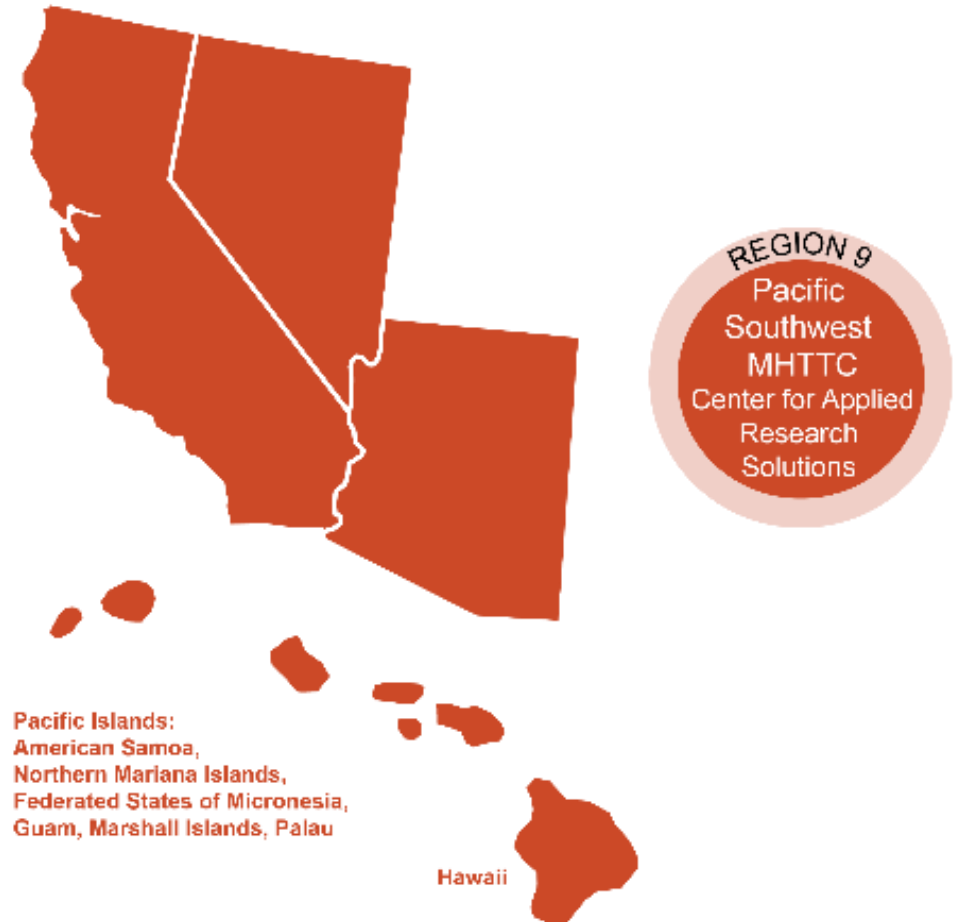 REGION 9
Pacific
Southwest
MHTTC
Center for Applied
Research
Solutions
Pacific Islands:
American Samoa,
Northern Mariana Islands,
Federated States of Micronesia,
Guam, Marshall Islands, Palau
Hawaii